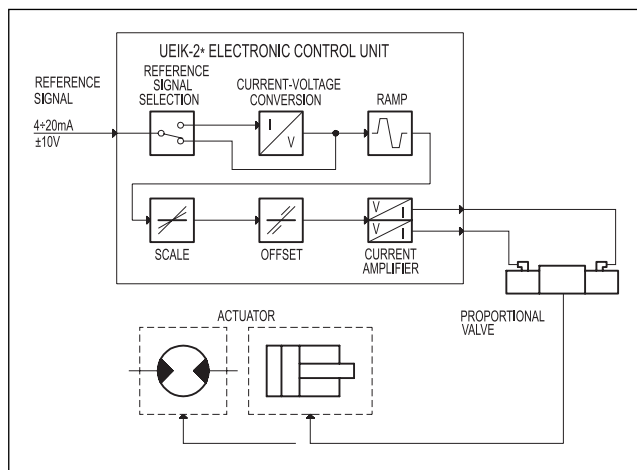 UEIK-2* ELECTRONIC CONTROL UNIT
REFERENCE
SIGNAL
4÷20mA
±10V
REFERENCE
SIGNAL
SELECTION
CURRENT-VOLTAGE
CONVERSION
I
V
RAMP
SCALE
OFFSET
V
I
V
I
CURRENT
AMPLIFIER
PROPORTIONAL
VALVE
ACTUATOR